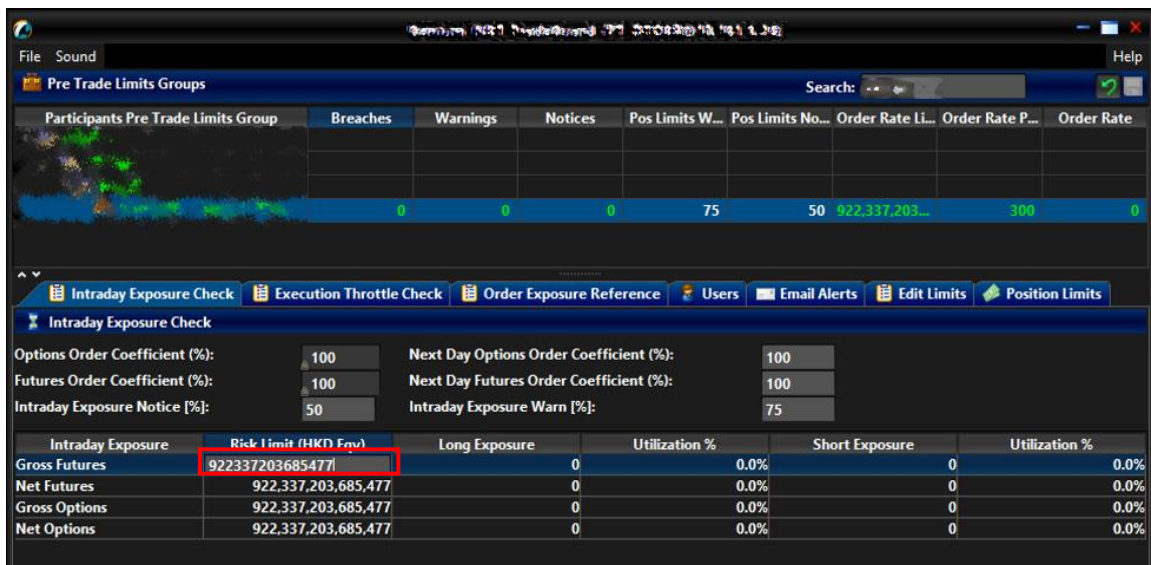 File Sound Help
Pre Trade Limits Groups Search:
Participants Pre Trade Limits Group Breaches Warnings Notices Pos Limits W... Pos Limits No... Order Rate Li... Order Rate P... Order Rate
0 0 0 75 50 922,337,203... 300 0
Intraday Exposure Check Execution Throttle Check Order Exposure Reference Users Email Alerts Edit Limits Position Limits
Intraday Exposure Check
Options Order Coefficient (%): 100 Next Day Options Order Coefficient (%): 100
Futures Order Coefficient (%): 100 Next Day Futures Order Coefficient (%): 100
Intraday Exposure Notice [%]: 50 Intraday Exposure Warn [%]: 75
Intraday Exposure Risk Limit (HKD Eqv) Long Exposure Utilization % Short Exposure Utilization %
Gross Futures 922337203685477 0 0.0% 0 0.0%
Net Futures 922,337,203,685,477 0 0.0% 0 0.0%
Gross Options 922,337,203,685,477 0 0.0% 0 0.0%
Net Options 922,337,203,685,477 0 0.0% 0 0.0%